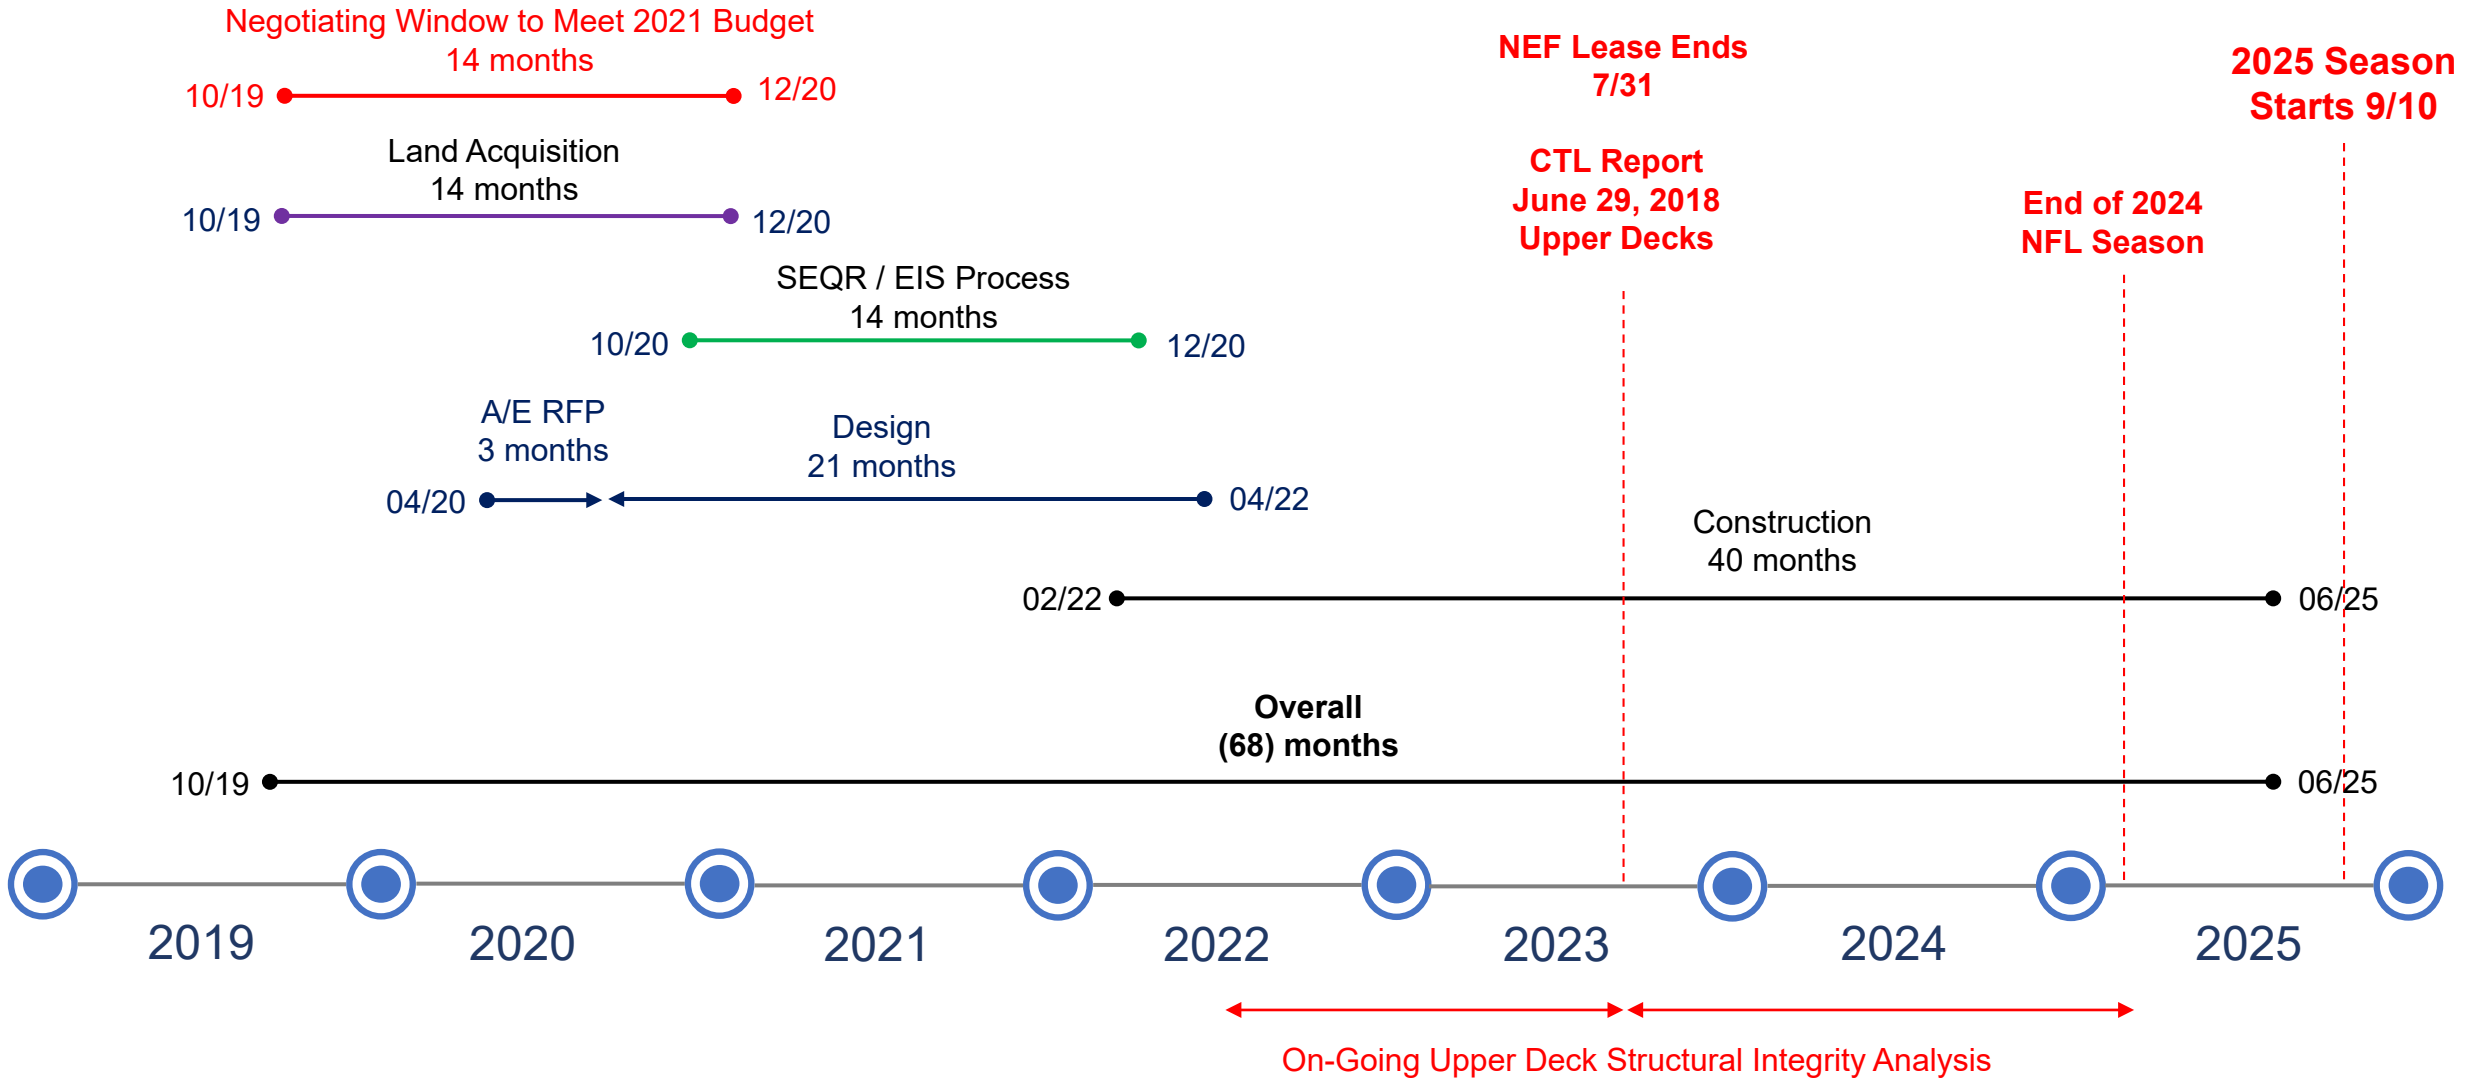 Negotiating Window to Meet 2021 Budget
14 months
10/19
12/20
NEF Lease Ends
7/31
2025 Season
Starts 9/10
Land Acquisition
14 months
10/19
12/20
CTL Report
June 29, 2018
Upper Decks
End of 2024
NFL Season
SEQR / EIS Process
14 months
10/20
12/20
A/E RFP
3 months
Design
21 months
04/20
04/22
Construction
40 months
02/22
06/25
Overall
(68) months
10/19
06/25
2019
2020
2021
2022
2023
2024
2025
On-Going Upper Deck Structural Integrity Analysis